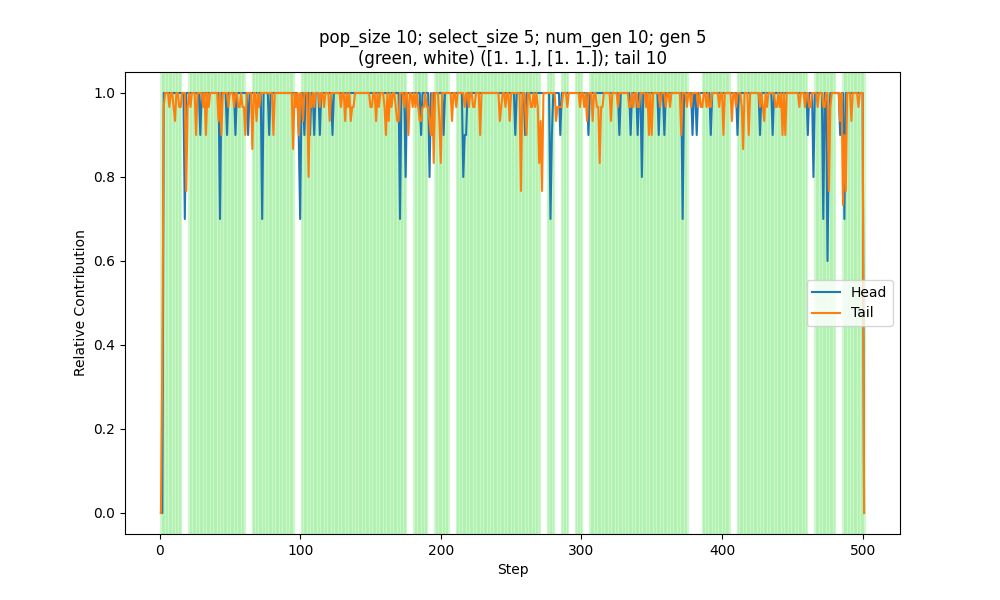 pop_size 10; select_size 5; num_gen 10; gen 5
(green, white) ([1. 1.], [1. 1.]); tail 10
1.0
0.8
0.6
0.4
0.2
0.0
Relative Contribution
Head
Tail
0
100
200
300
400
500
Step